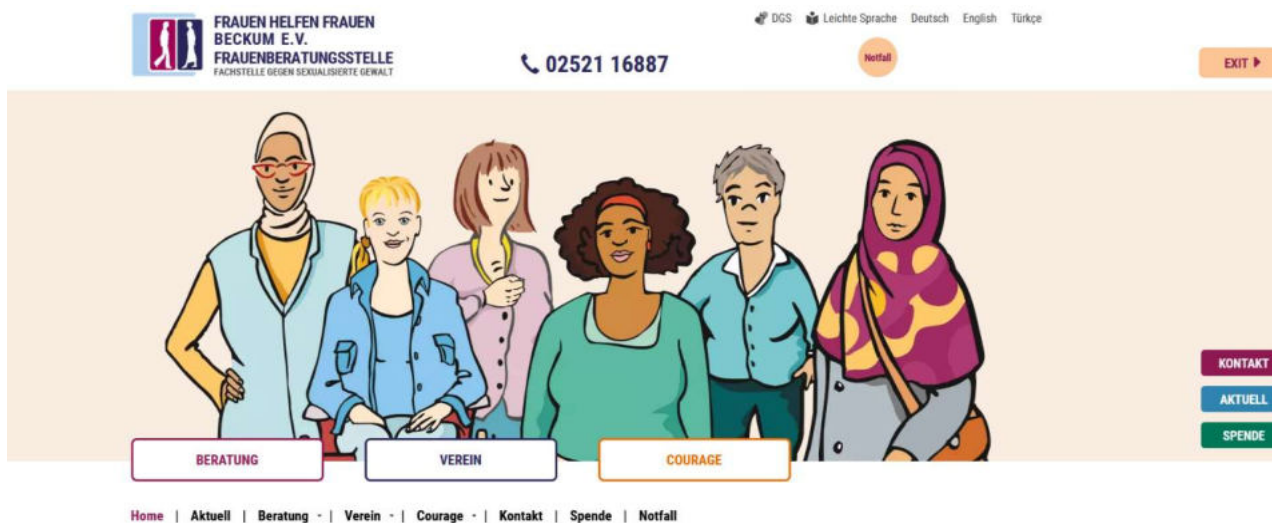 FRAUEN HELFEN FRAUEN
BECKUM E.V.
FRAUENBERATUNGSSTELLE
FACHSTELLE GEGEN SEXUALISIERTE GEWALT
02521 16887
DGS Leichte Sprache Deutsch English Türkçe
Notfall
EXIT
KONTAKT
AKTUELL
SPENDE
BERATUNG VEREIN COURAGE
Home | Aktuell | Beratung | Verein | Courage | Kontakt | Spende | Notfall